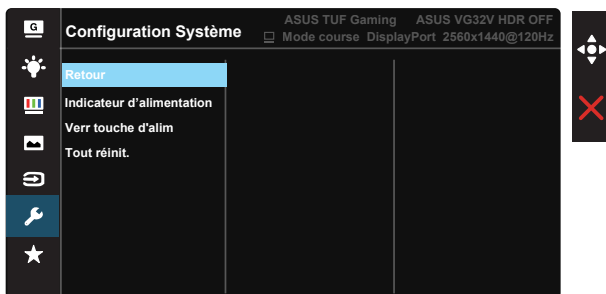 G
Configuration Système
ASUS TUF Gaming ASUS VG32V HDR OFF
Mode course DisplayPort 2560x1440@120Hz
Retour
Indicateur d’alimentation
Verr touche d'alim
Tout réinit.